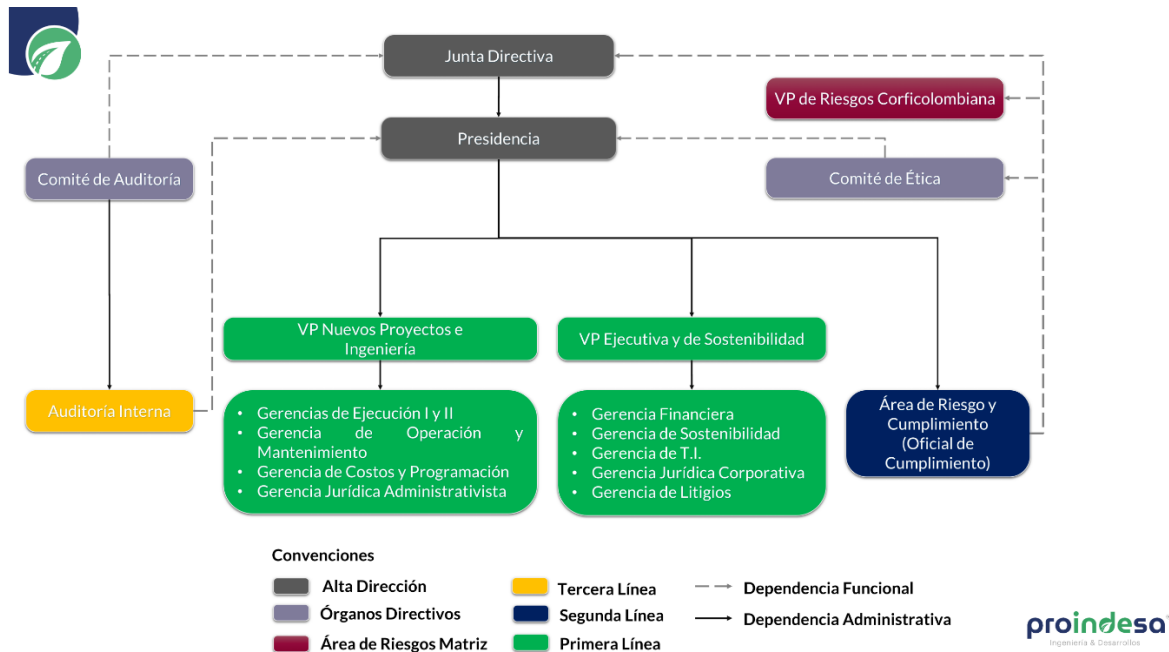 Junta Directiva
VP de Riesgos Corficolombiana
Presidencia
Comité de Auditoría
Comité de Ética
VP Nuevos Proyectos e
Ingeniería
VP Ejecutiva y de Sostenibilidad
Auditoría Interna
• Gerencias de Ejecución I y II
• Gerencia de Operación y
Mantenimiento
• Gerencia de Costos y Programación
• Gerencia Jurídica Administrativista
• Gerencia Financiera
• Gerencia de Sostenibilidad
• Gerencia de T.I.
• Gerencia Jurídica Corporativa
• Gerencia de Litigios
Área de Riesgo y
Cumplimiento
(Oficial de
Cumplimiento)
Convenciones
Alta Dirección
Órganos Directivos
Área de Riesgos Matriz
Tercera Línea
Segunda Línea
Primera Línea
Dependencia Funcional
Dependencia Administrativa
proindesa®
Ingeniería & Desarrollos